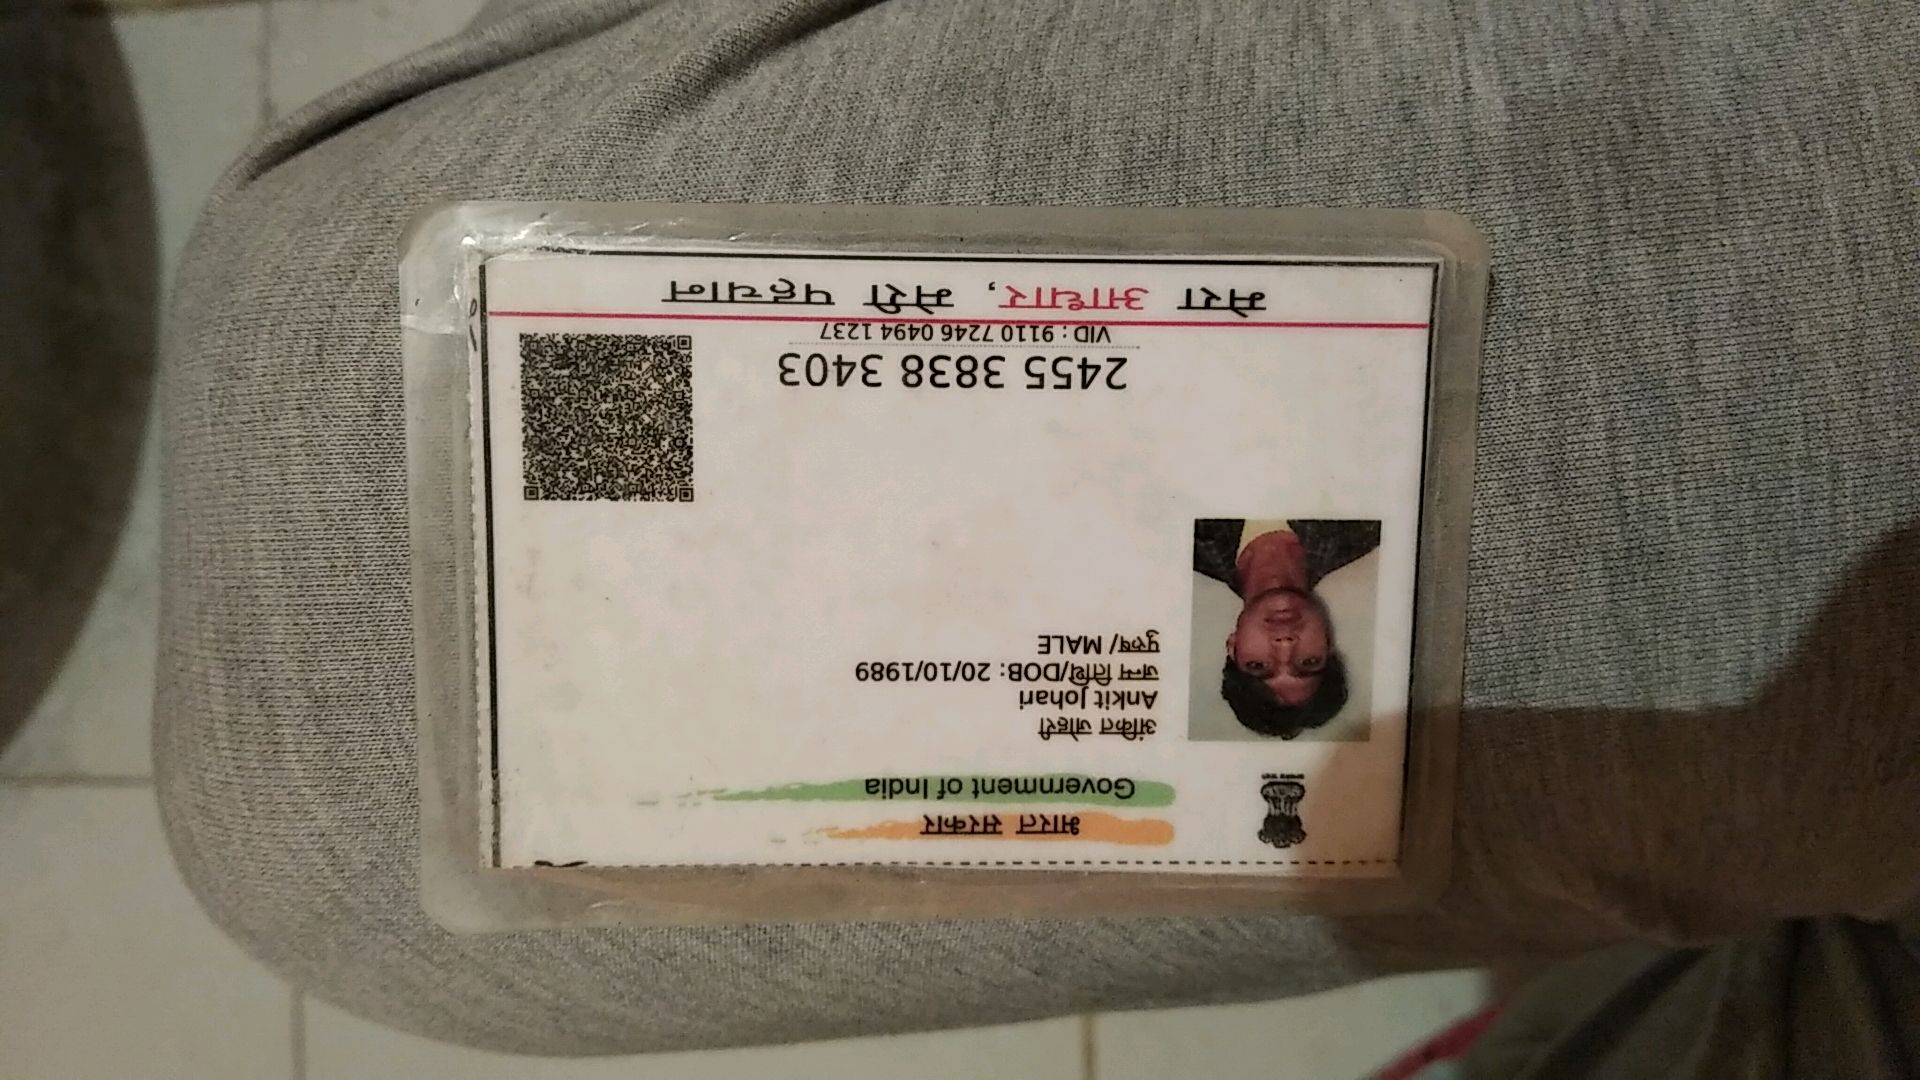 भारत सरकार
Government of India
अंकित जोहरी
Ankit Johari
जन्म तिथि/DOB: 20/10/1989
पुरुष/ MALE
2455 3838 3403
VID : 9110 7246 0494 1237
मेरा आधार, मेरी पहचान